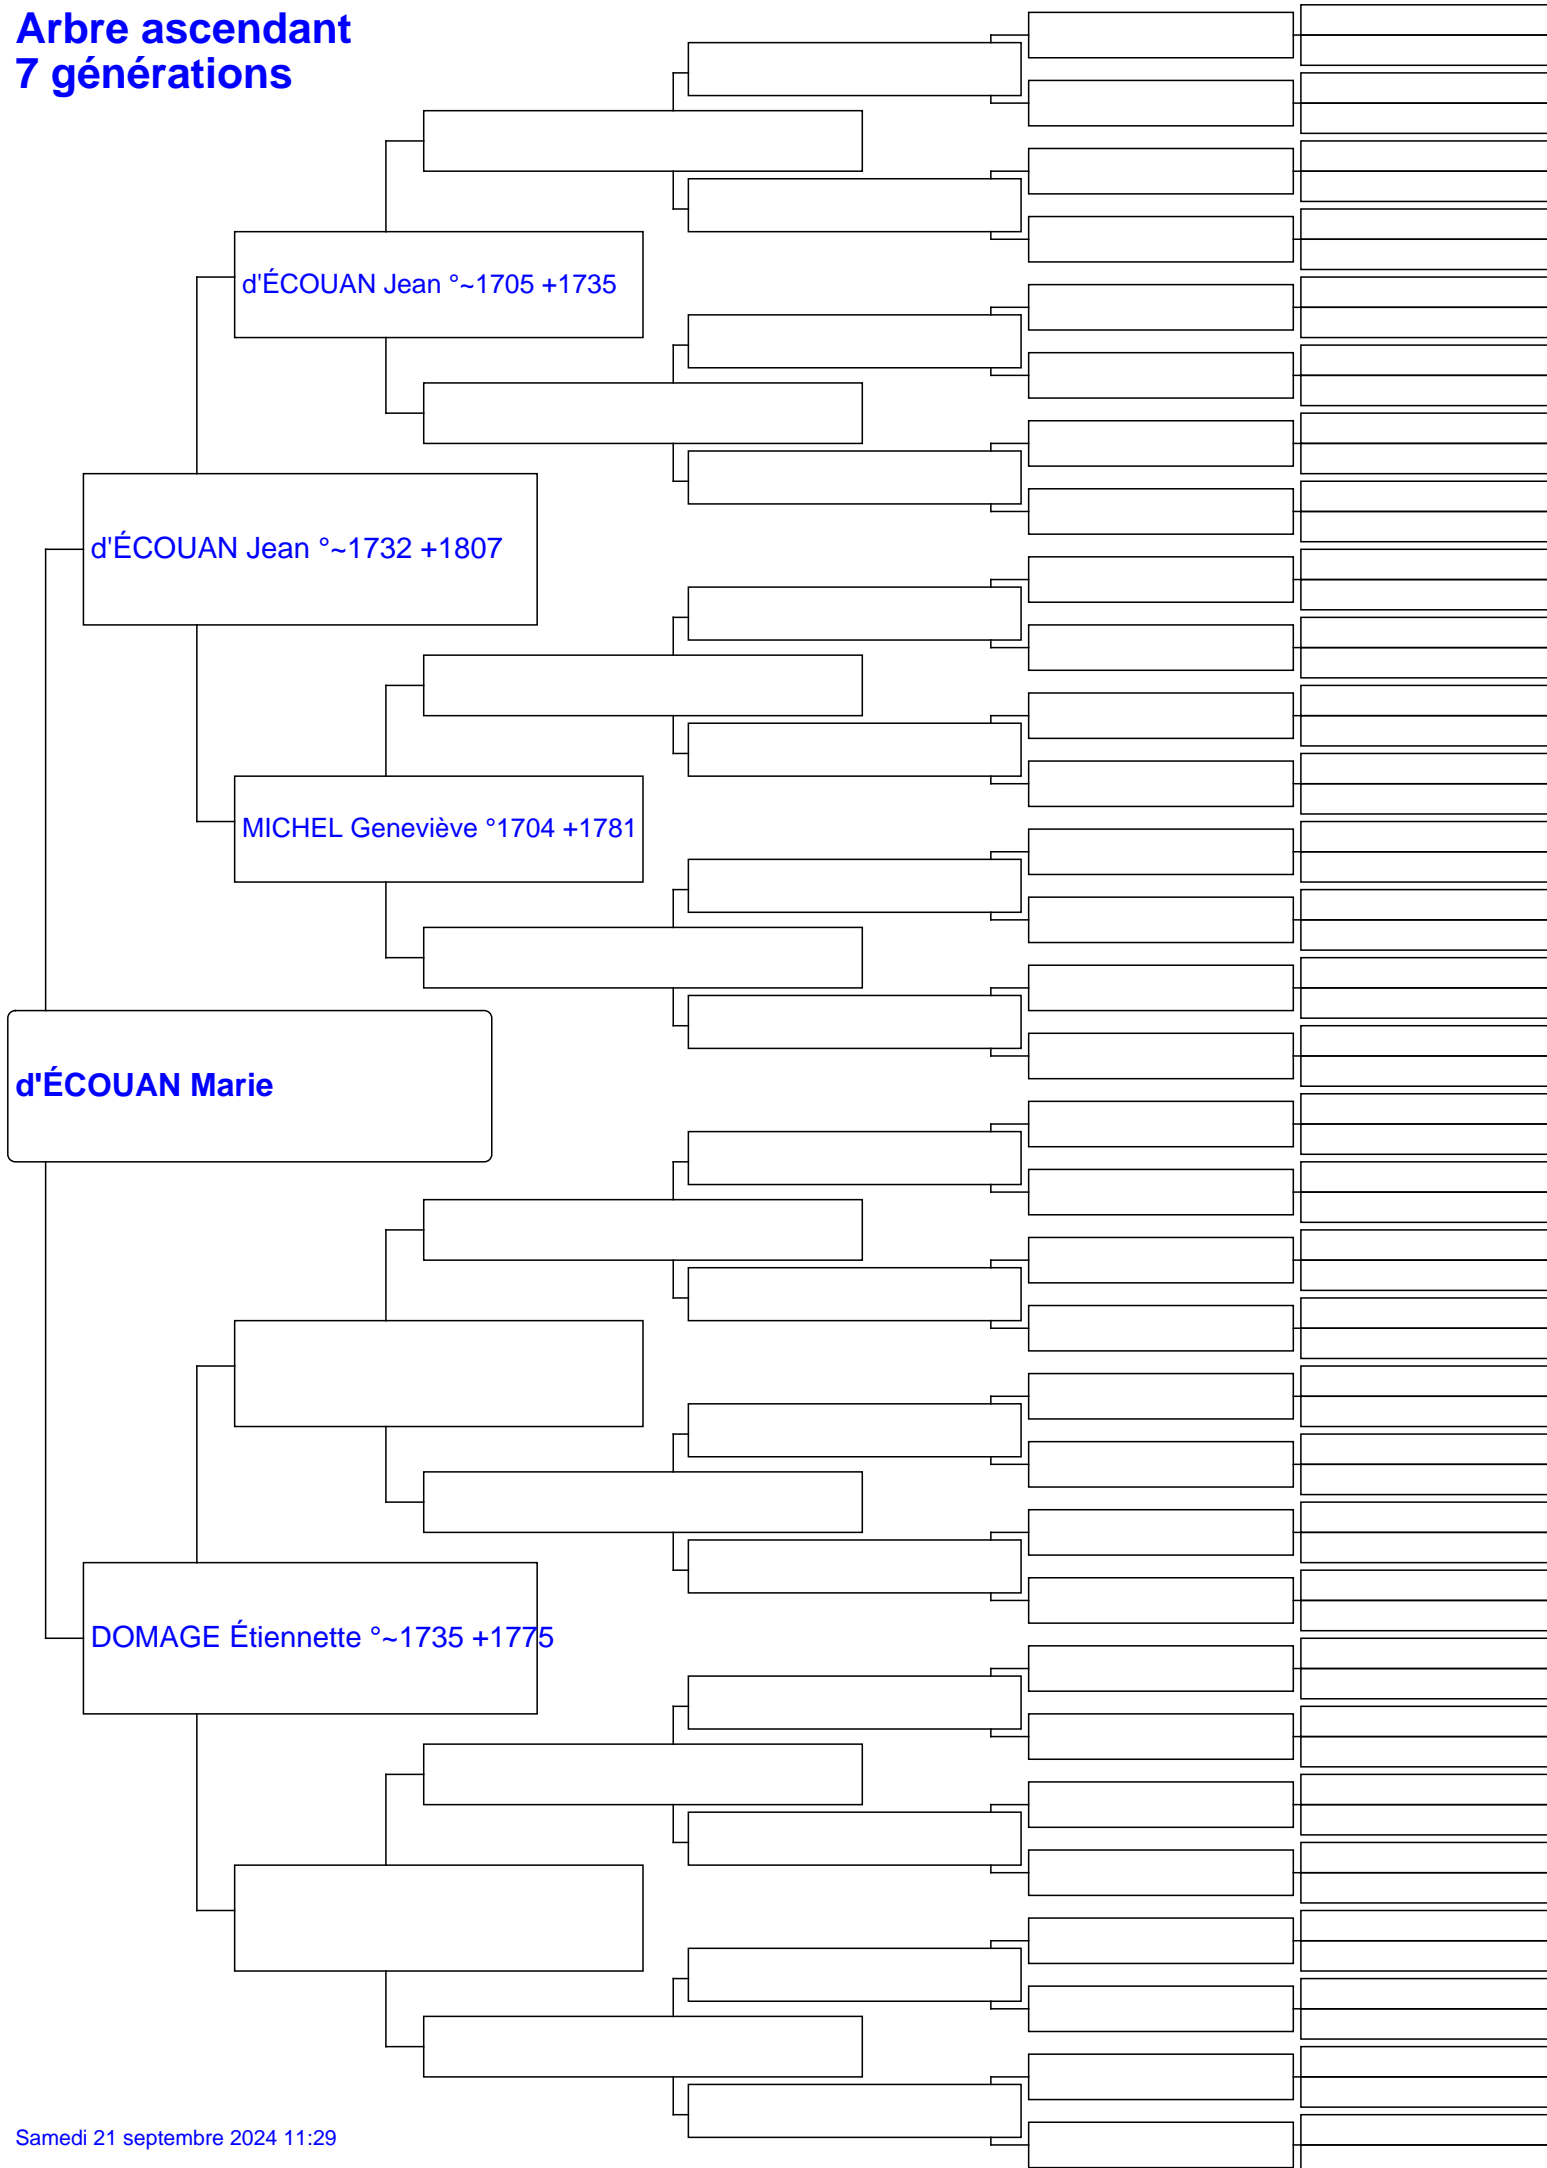 Arbre ascendant
7 générations
d'ÉCOUAN Jean °~1705 +1735
d'ÉCOUAN Jean °~1732 +1807
MICHEL Geneviève °1704 +1781
d'ÉCOUAN Marie
DOMAGE Étiennette °~1735 +1775
Samedi 21 septembre 2024 11:29